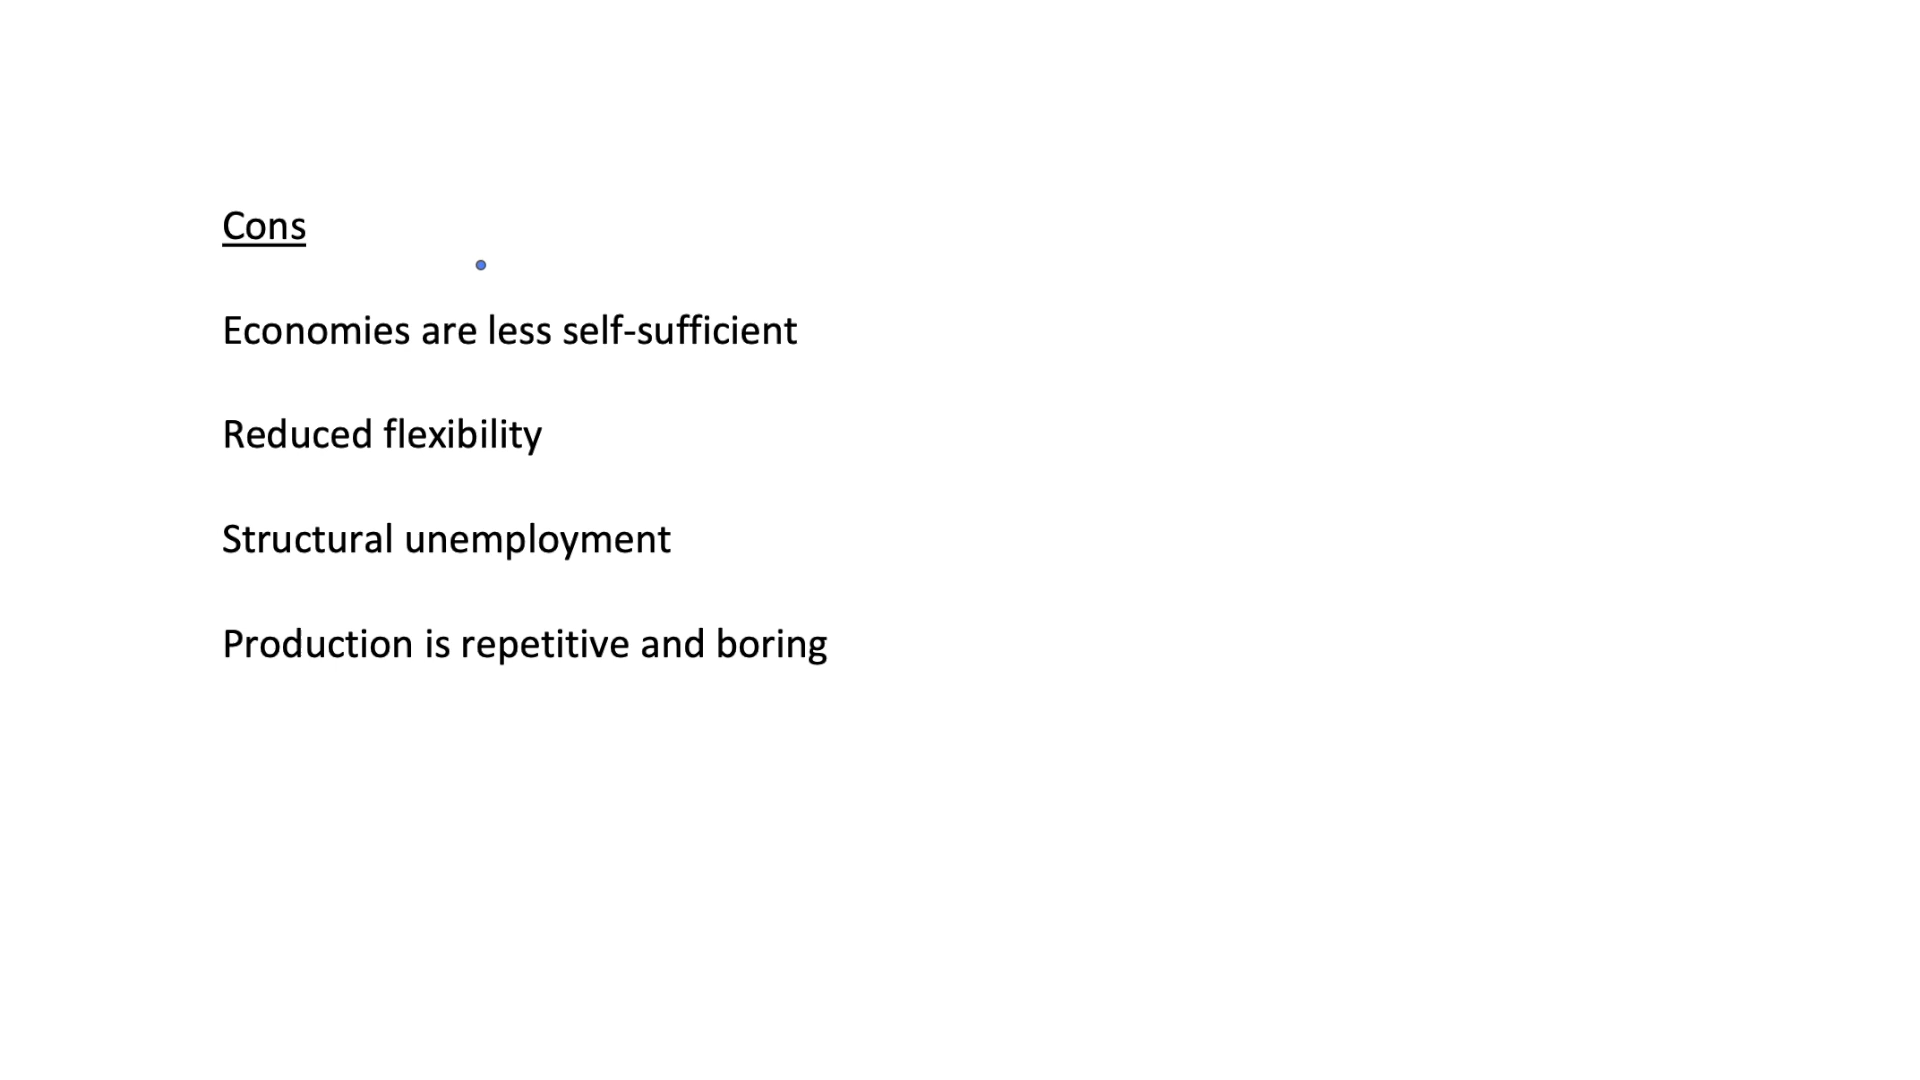 Cons
Economies are less self-sufficient
Reduced flexibility
Structural unemployment
Production is repetitive and boring